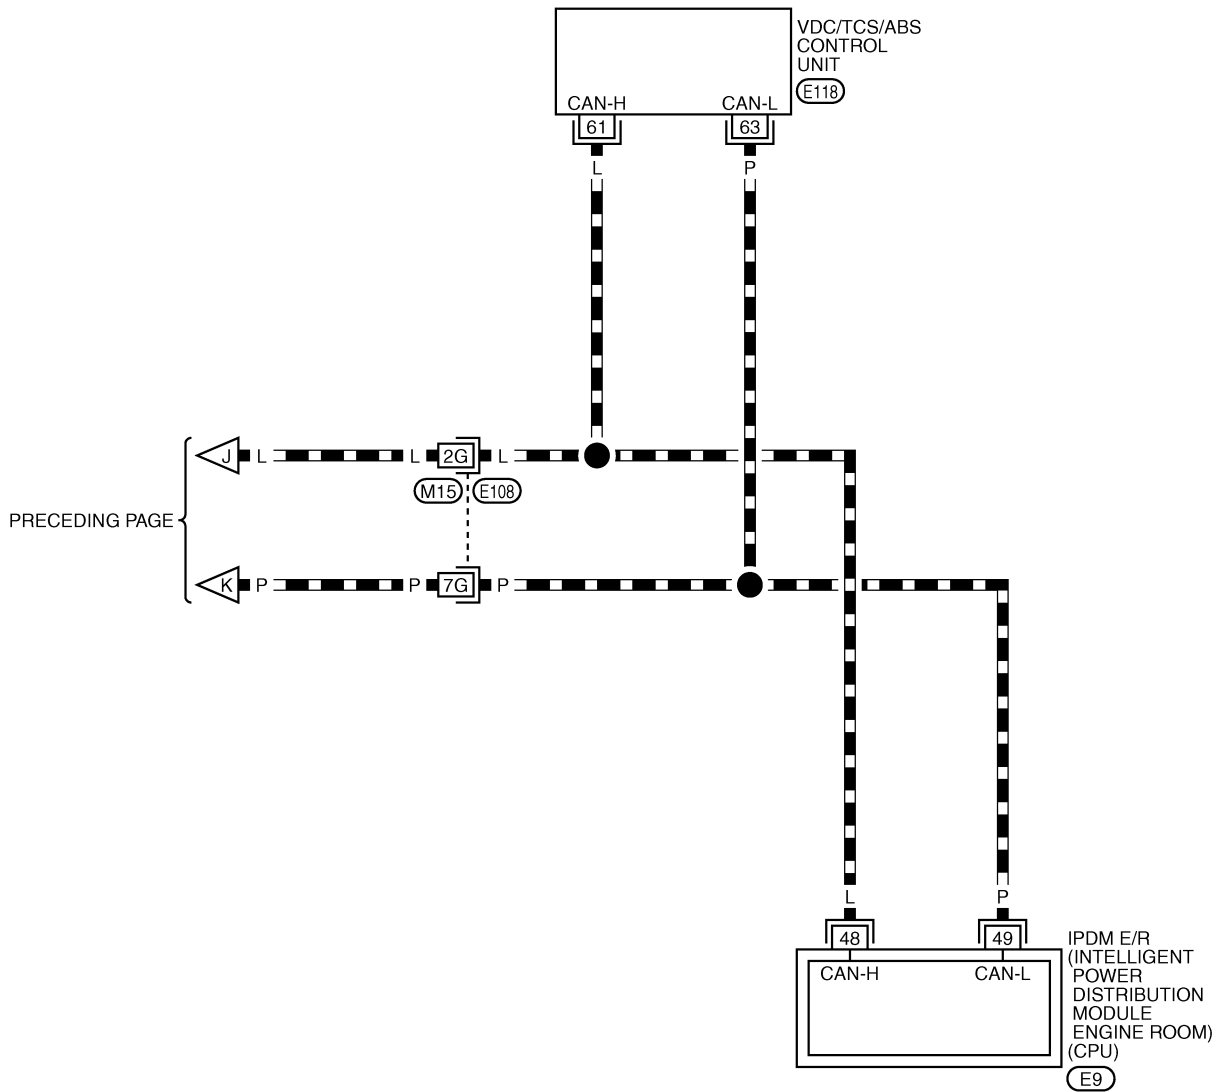 VDC/TCS/ABS
CONTROL
UNIT
E118
CAN-H CAN-L
61 63
L P
J L L 2G L
M15 E108
PRECEDING PAGE
K P P 7G P
L P
48 49
CAN-H CAN-L
IPDM E/R
(INTELLIGENT
POWER
DISTRIBUTION
MODULE
ENGINE ROOM)
(CPU)
E9